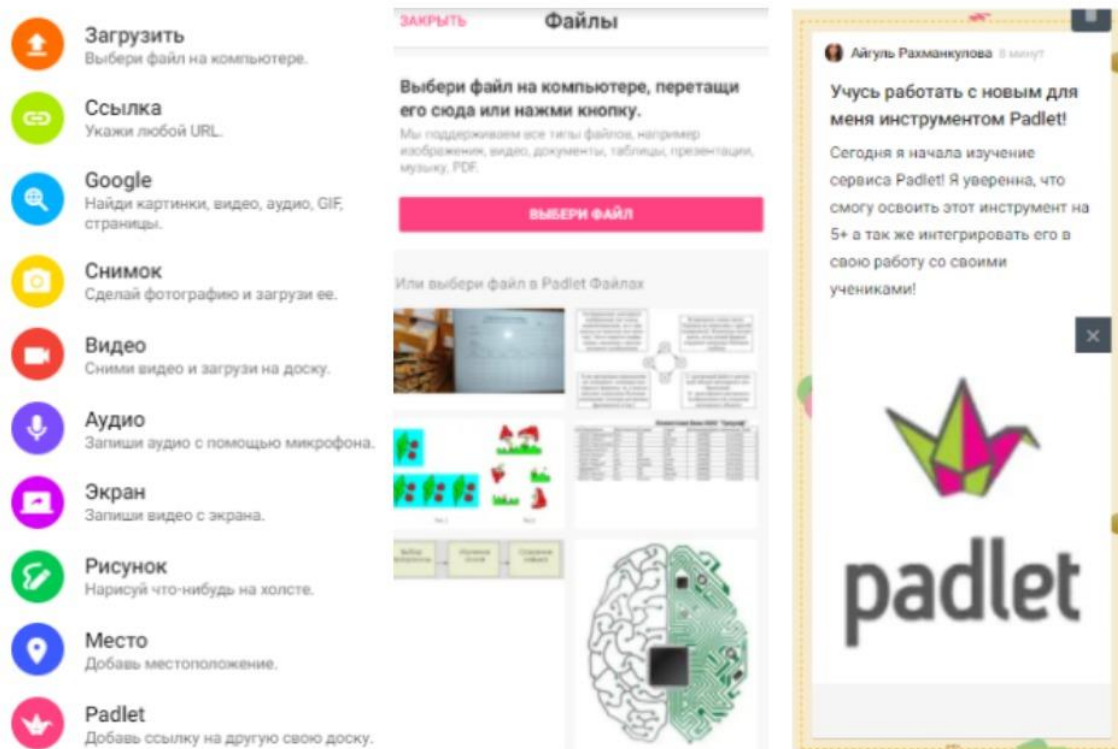 Загрузить
Выбери файл на компьютере.
Ссылка
Укажи любой URL.
Google
Найди картинки, видео, аудио, GIF,
страницы.
Снимок
Сделай фотографию и загрузи ее.
Видео
Сними видео и загрузи на доску.
Аудио
Запиши аудио с помощью микрофона.
Экран
Запиши видео с экрана.
Рисунок
Нарисуй что-нибудь на холсте.
Место
Добавь местоположение.
Padlet
Добавь ссылку на другую свою доску.
ЗАКРЫТЬ
Файлы
Выбери файл на компьютере, перетащи
его сюда или нажми кнопку.
Мы поддерживаем все типы файлов, например
изображения, видео, документы, таблицы, презентации,
музыку, PDF.
ВЫБЕРИ ФАЙЛ
Или выбери файл в Padlet Файлах
Айгуль Рахманкулова 8 минут
Учусь работать с новым для
меня инструментом Padlet!
Сегодня я начала изучение
сервиса Padlet! Я уверенна, что
смогу освоить этот инструмент на
5+ а так же интегрировать его в
свою работу со своими
учениками!
padlet